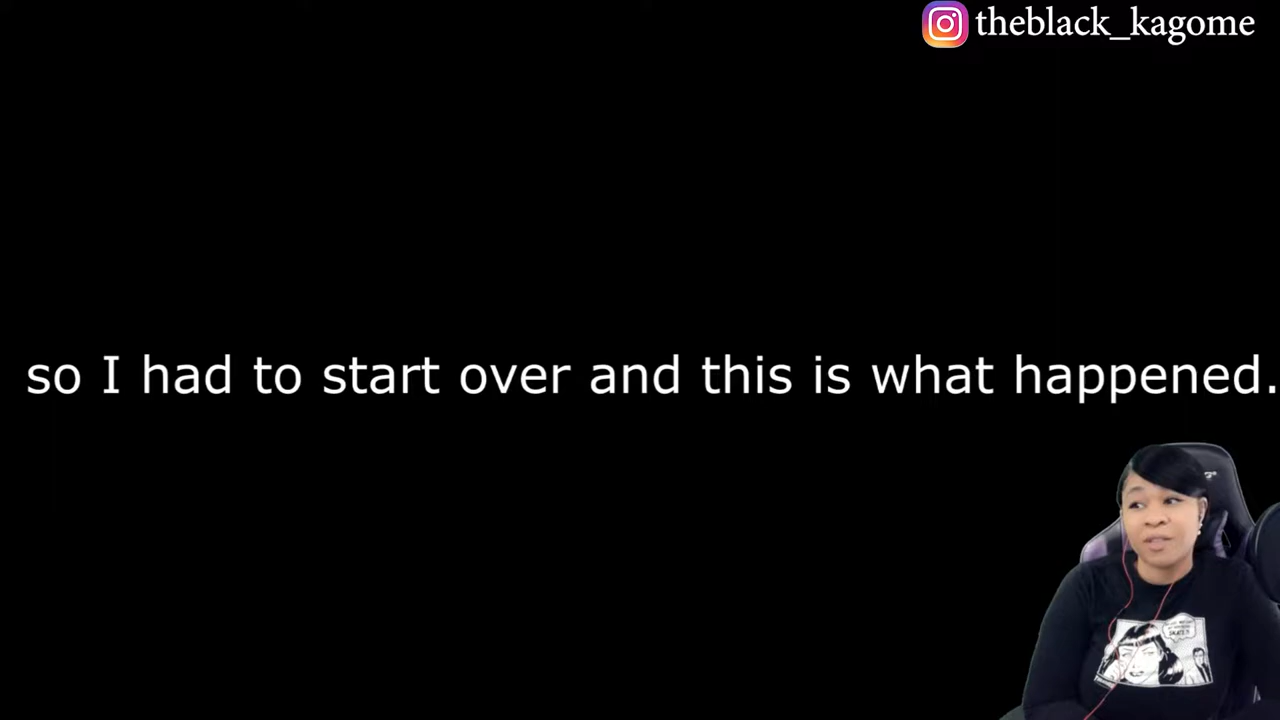 theblack_kagome
so I had to start over and this is what happened.